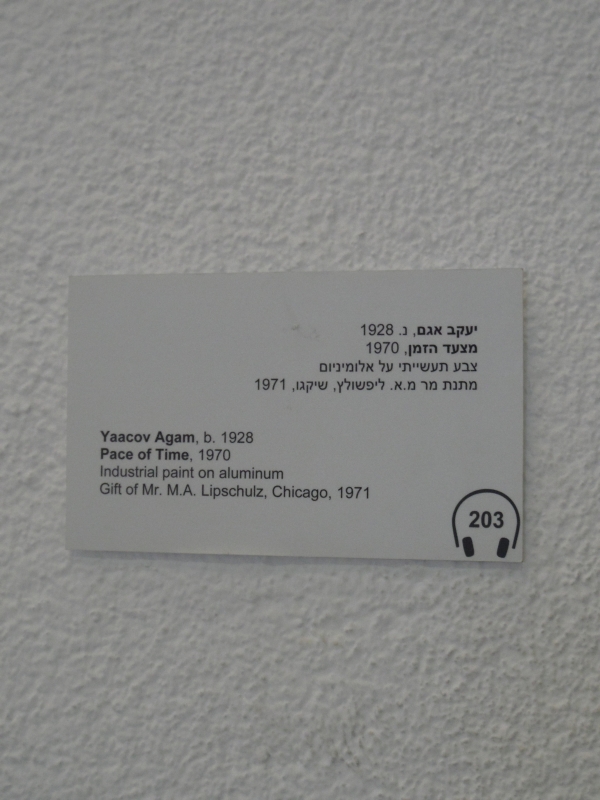 יעקב אגם, נ. 1928
מצעד הזמן, 1970
צבע תעשייתי על אלומיניום
מתנת מר מ.א. ליפשולץ, שיקגו, 1971
Yaacov Agam, b. 1928
Pace of Time, 1970
Industrial paint on aluminum
Gift of Mr. M.A. Lipschulz, Chicago, 1971
203